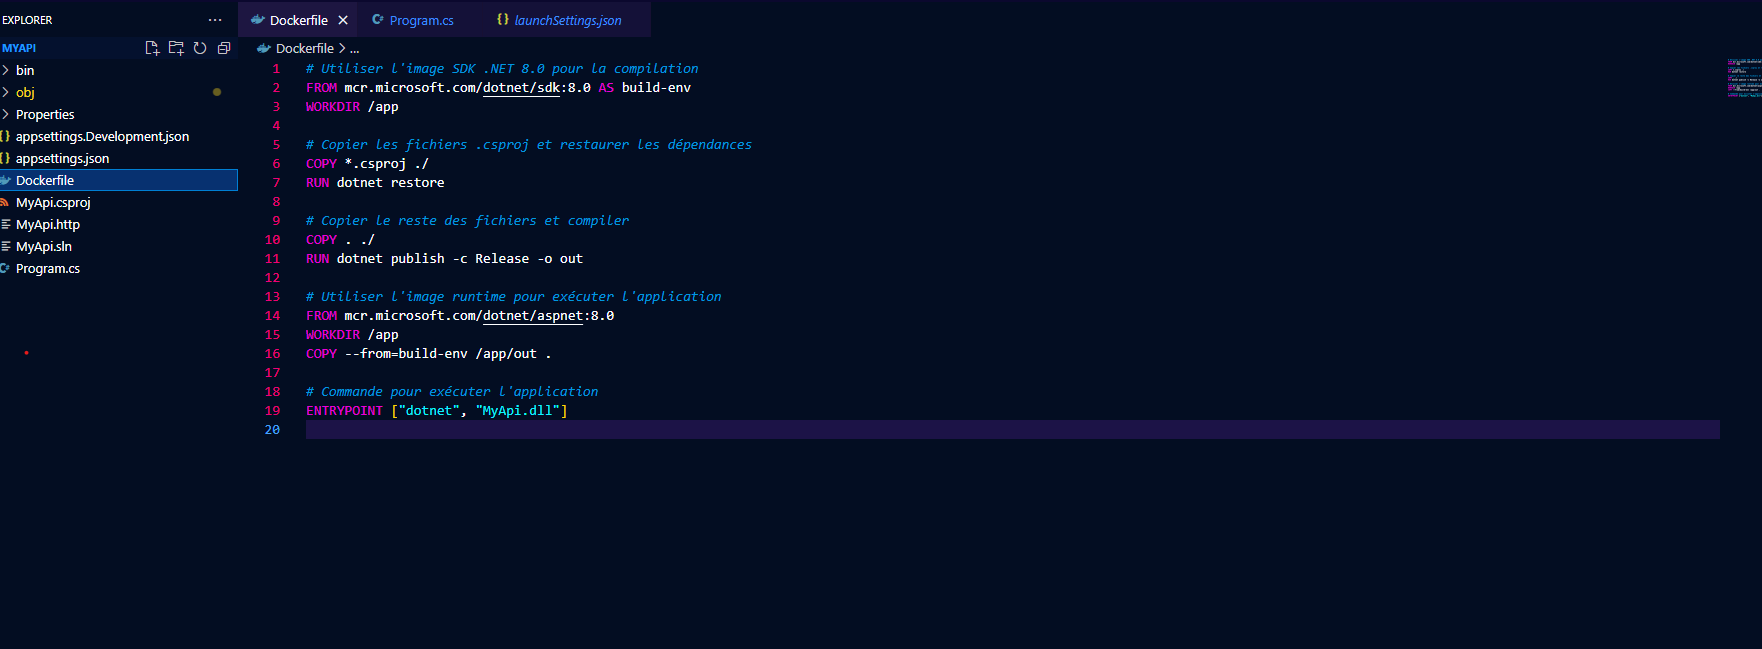 EXPLORER
MYAPI
bin
obj
Properties
{} appsettings.Development.json
{} appsettings.json
Dockerfile
MyApi.csproj
MyApi.http
MyApi.sln
C# Program.cs
Dockerfile
C# Program.cs
{} launchSettings.json
Dockerfile > ...
1 # Utiliser l'image SDK .NET 8.0 pour la compilation
2 FROM mcr.microsoft.com/dotnet/sdk:8.0 AS build-env
3 WORKDIR /app
4
5 # Copier les fichiers .csproj et restaurer les dépendances
6 COPY *.csproj ./
7 RUN dotnet restore
8
9 # Copier le reste des fichiers et compiler
10 COPY . ./
11 RUN dotnet publish -c Release -o out
12
13 # Utiliser l'image runtime pour exécuter l'application
14 FROM mcr.microsoft.com/dotnet/aspnet:8.0
15 WORKDIR /app
16 COPY --from=build-env /app/out .
17
18 # Commande pour exécuter l'application
19 ENTRYPOINT ["dotnet", "MyApi.dll"]
20